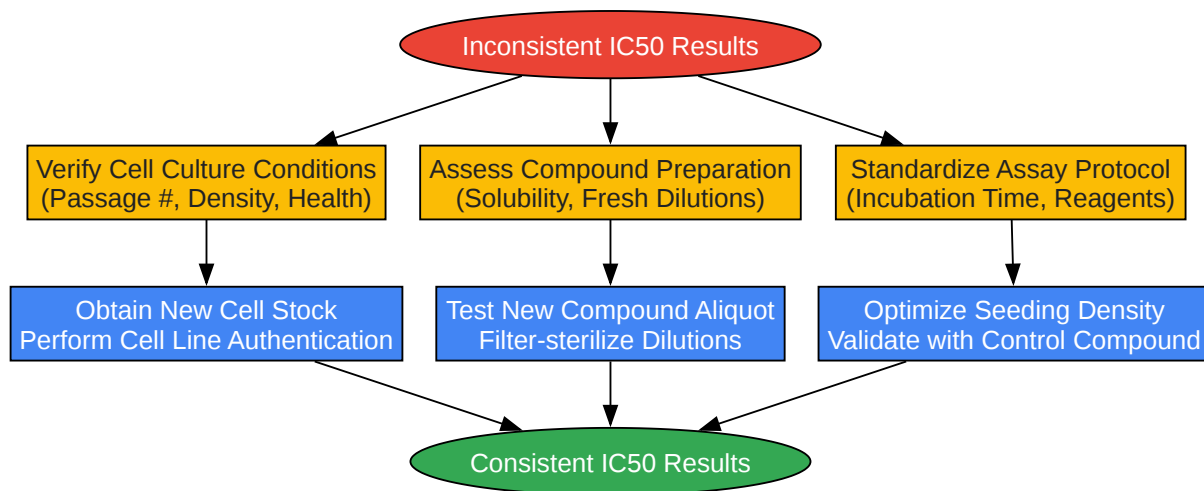 Inconsistent IC50 Results
Verify Cell Culture Conditions
(Passage #, Density, Health)
Assess Compound Preparation
(Solubility, Fresh Dilutions)
Standardize Assay Protocol
(Incubation Time, Reagents)
Obtain New Cell Stock
Perform Cell Line Authentication
Test New Compound Aliquot
Filter-sterilize Dilutions
Optimize Seeding Density
Validate with Control Compound
Consistent IC50 Results